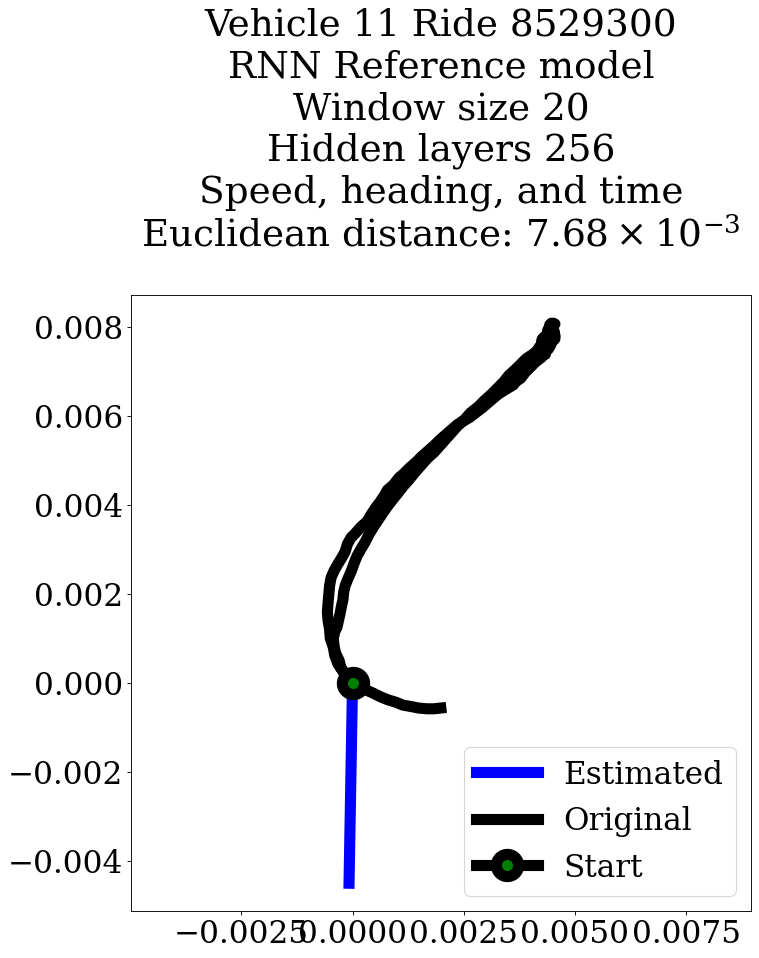 Vehicle 11 Ride 8529300
RNN Reference model
Window size 20
Hidden layers 256
Speed, heading, and time
Euclidean distance: 7.68 × 10⁻³
0.008
0.006
0.004
0.002
0.000
−0.002
−0.004
Estimated
Original
Start
−0.0025 0.0000 0.0025 0.0050 0.0075